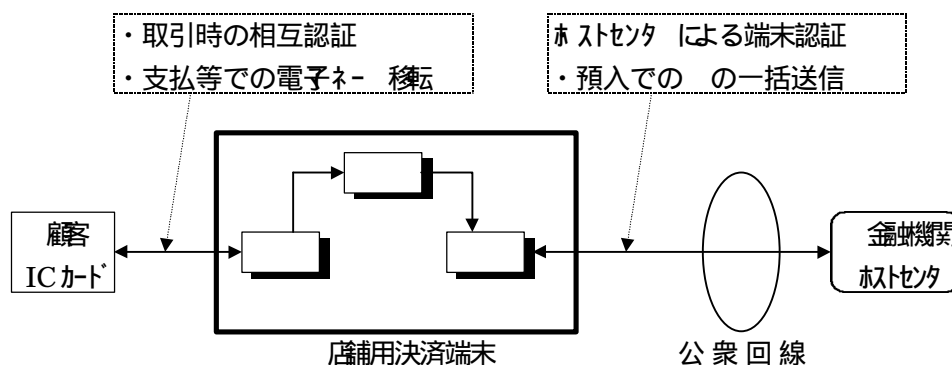 ・取引時の相互認証
・支払等での電子ネー 移転
ホストセンタ による端末認証
・預入での の一括送信
顧客
ICカード
店舗用決済端末
公衆回線
金融機関
ホストセンタ